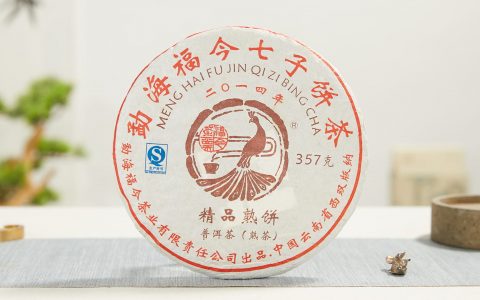 勐海福今七子饼茶
MENG HAI FU JIN QI ZI BING CHA
二〇一四年
®
357克
精品熟饼
普洱茶（熟茶）
勐海福今茶业有限责任公司出品.中国云南省西双版纳